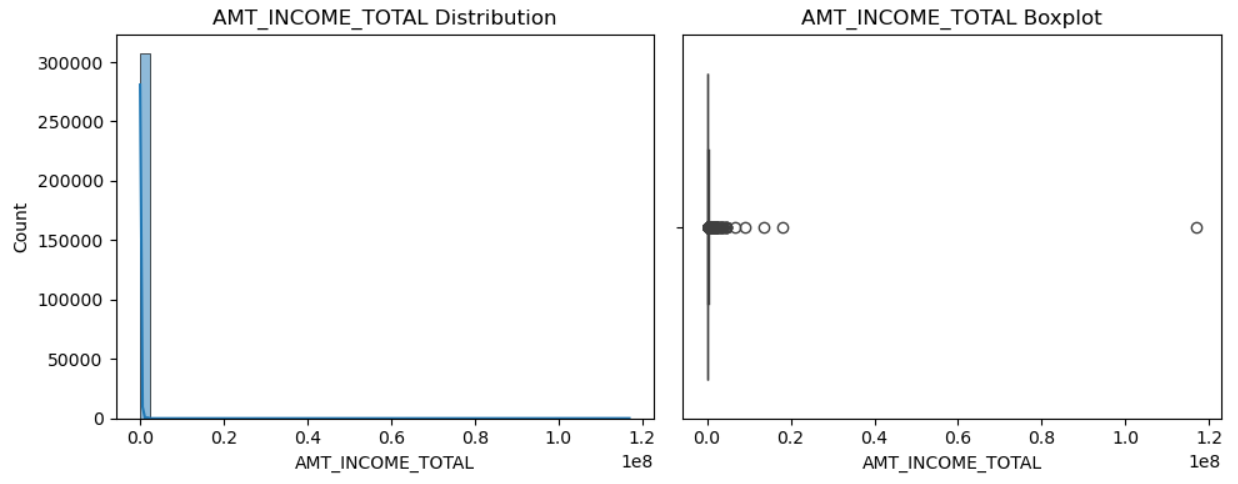 AMT_INCOME_TOTAL Distribution
300000
250000
200000
150000
100000
50000
0
Count
0.0 0.2 0.4 0.6 0.8 1.0 1.2
1e8
AMT_INCOME_TOTAL
AMT_INCOME_TOTAL Boxplot
0.0 0.2 0.4 0.6 0.8 1.0 1.2
1e8
AMT_INCOME_TOTAL